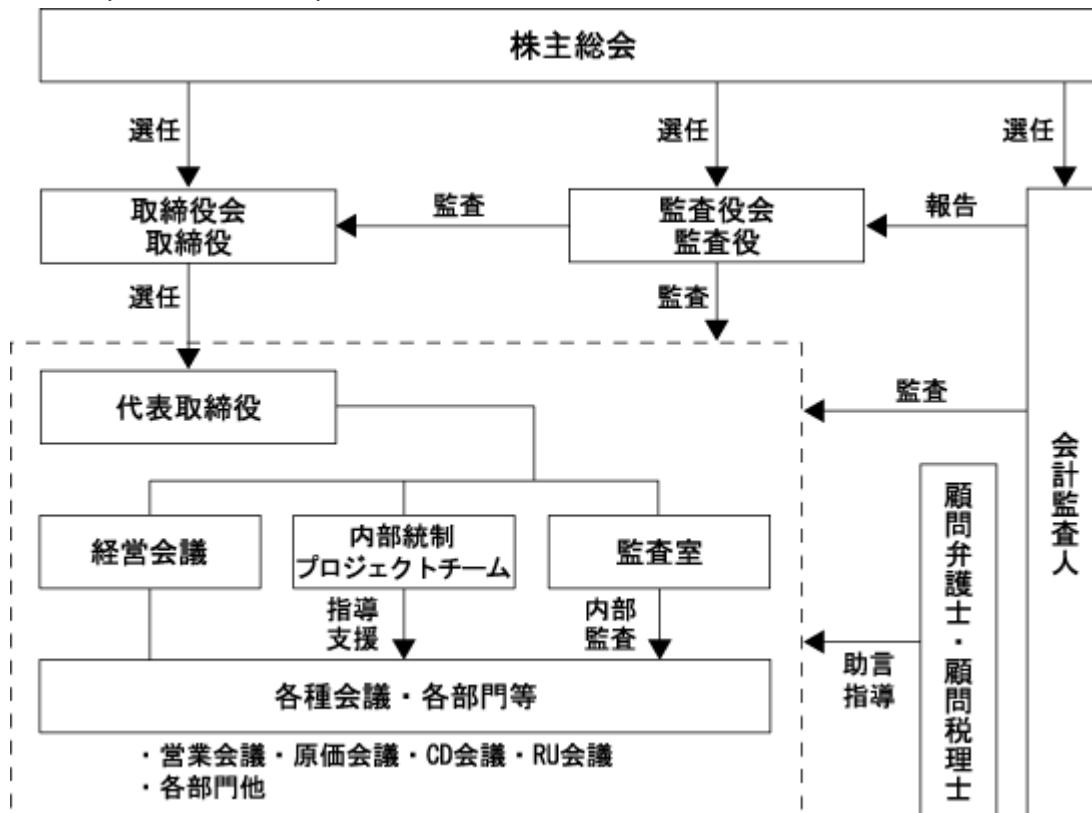 株主総会
選任
選任
選任
取締役会
取締役
監査
監査役会
監査役
報告
選任
監査
代表取締役
監査
会計監査人
経営会議
内部統制
プロジェクトチーム
監査室
顧問弁護士・顧問税理士
指導
支援
内部
監査
助言
指導
各種会議・各部門等
・営業会議・原価会議・CD会議・RU会議
・各部門他